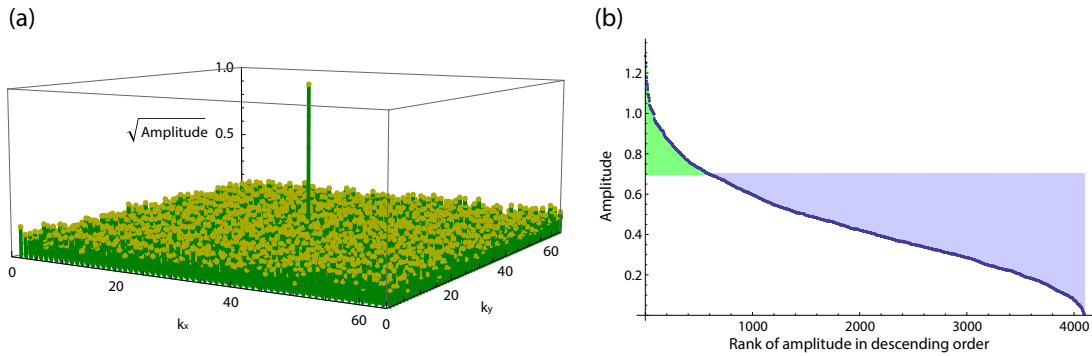 (a)
1.0
√Amplitude
0.5
0
20
40
60
kx
0
20
40
60
ky
(b)
1.2
1.0
0.8
0.6
0.4
0.2
Amplitude
1000
2000
3000
4000
Rank of amplitude in descending order